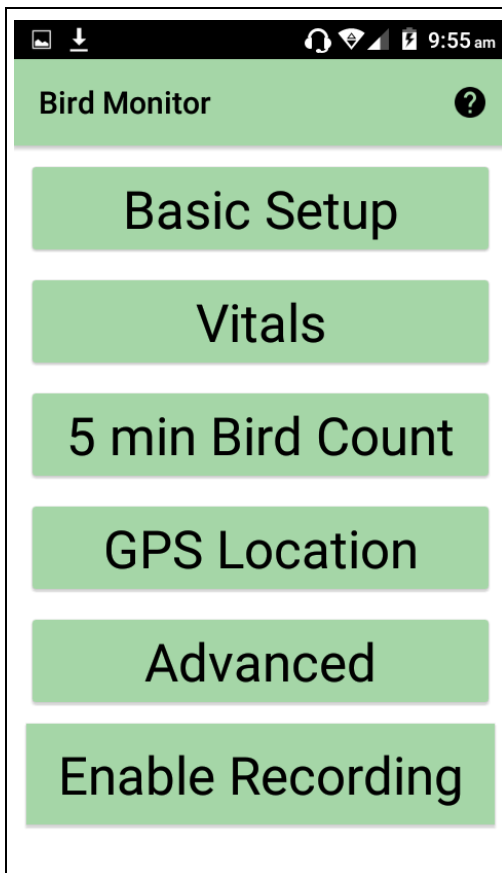 9:55 am
Bird Monitor
Basic Setup
Vitals
5 min Bird Count
GPS Location
Advanced
Enable Recording